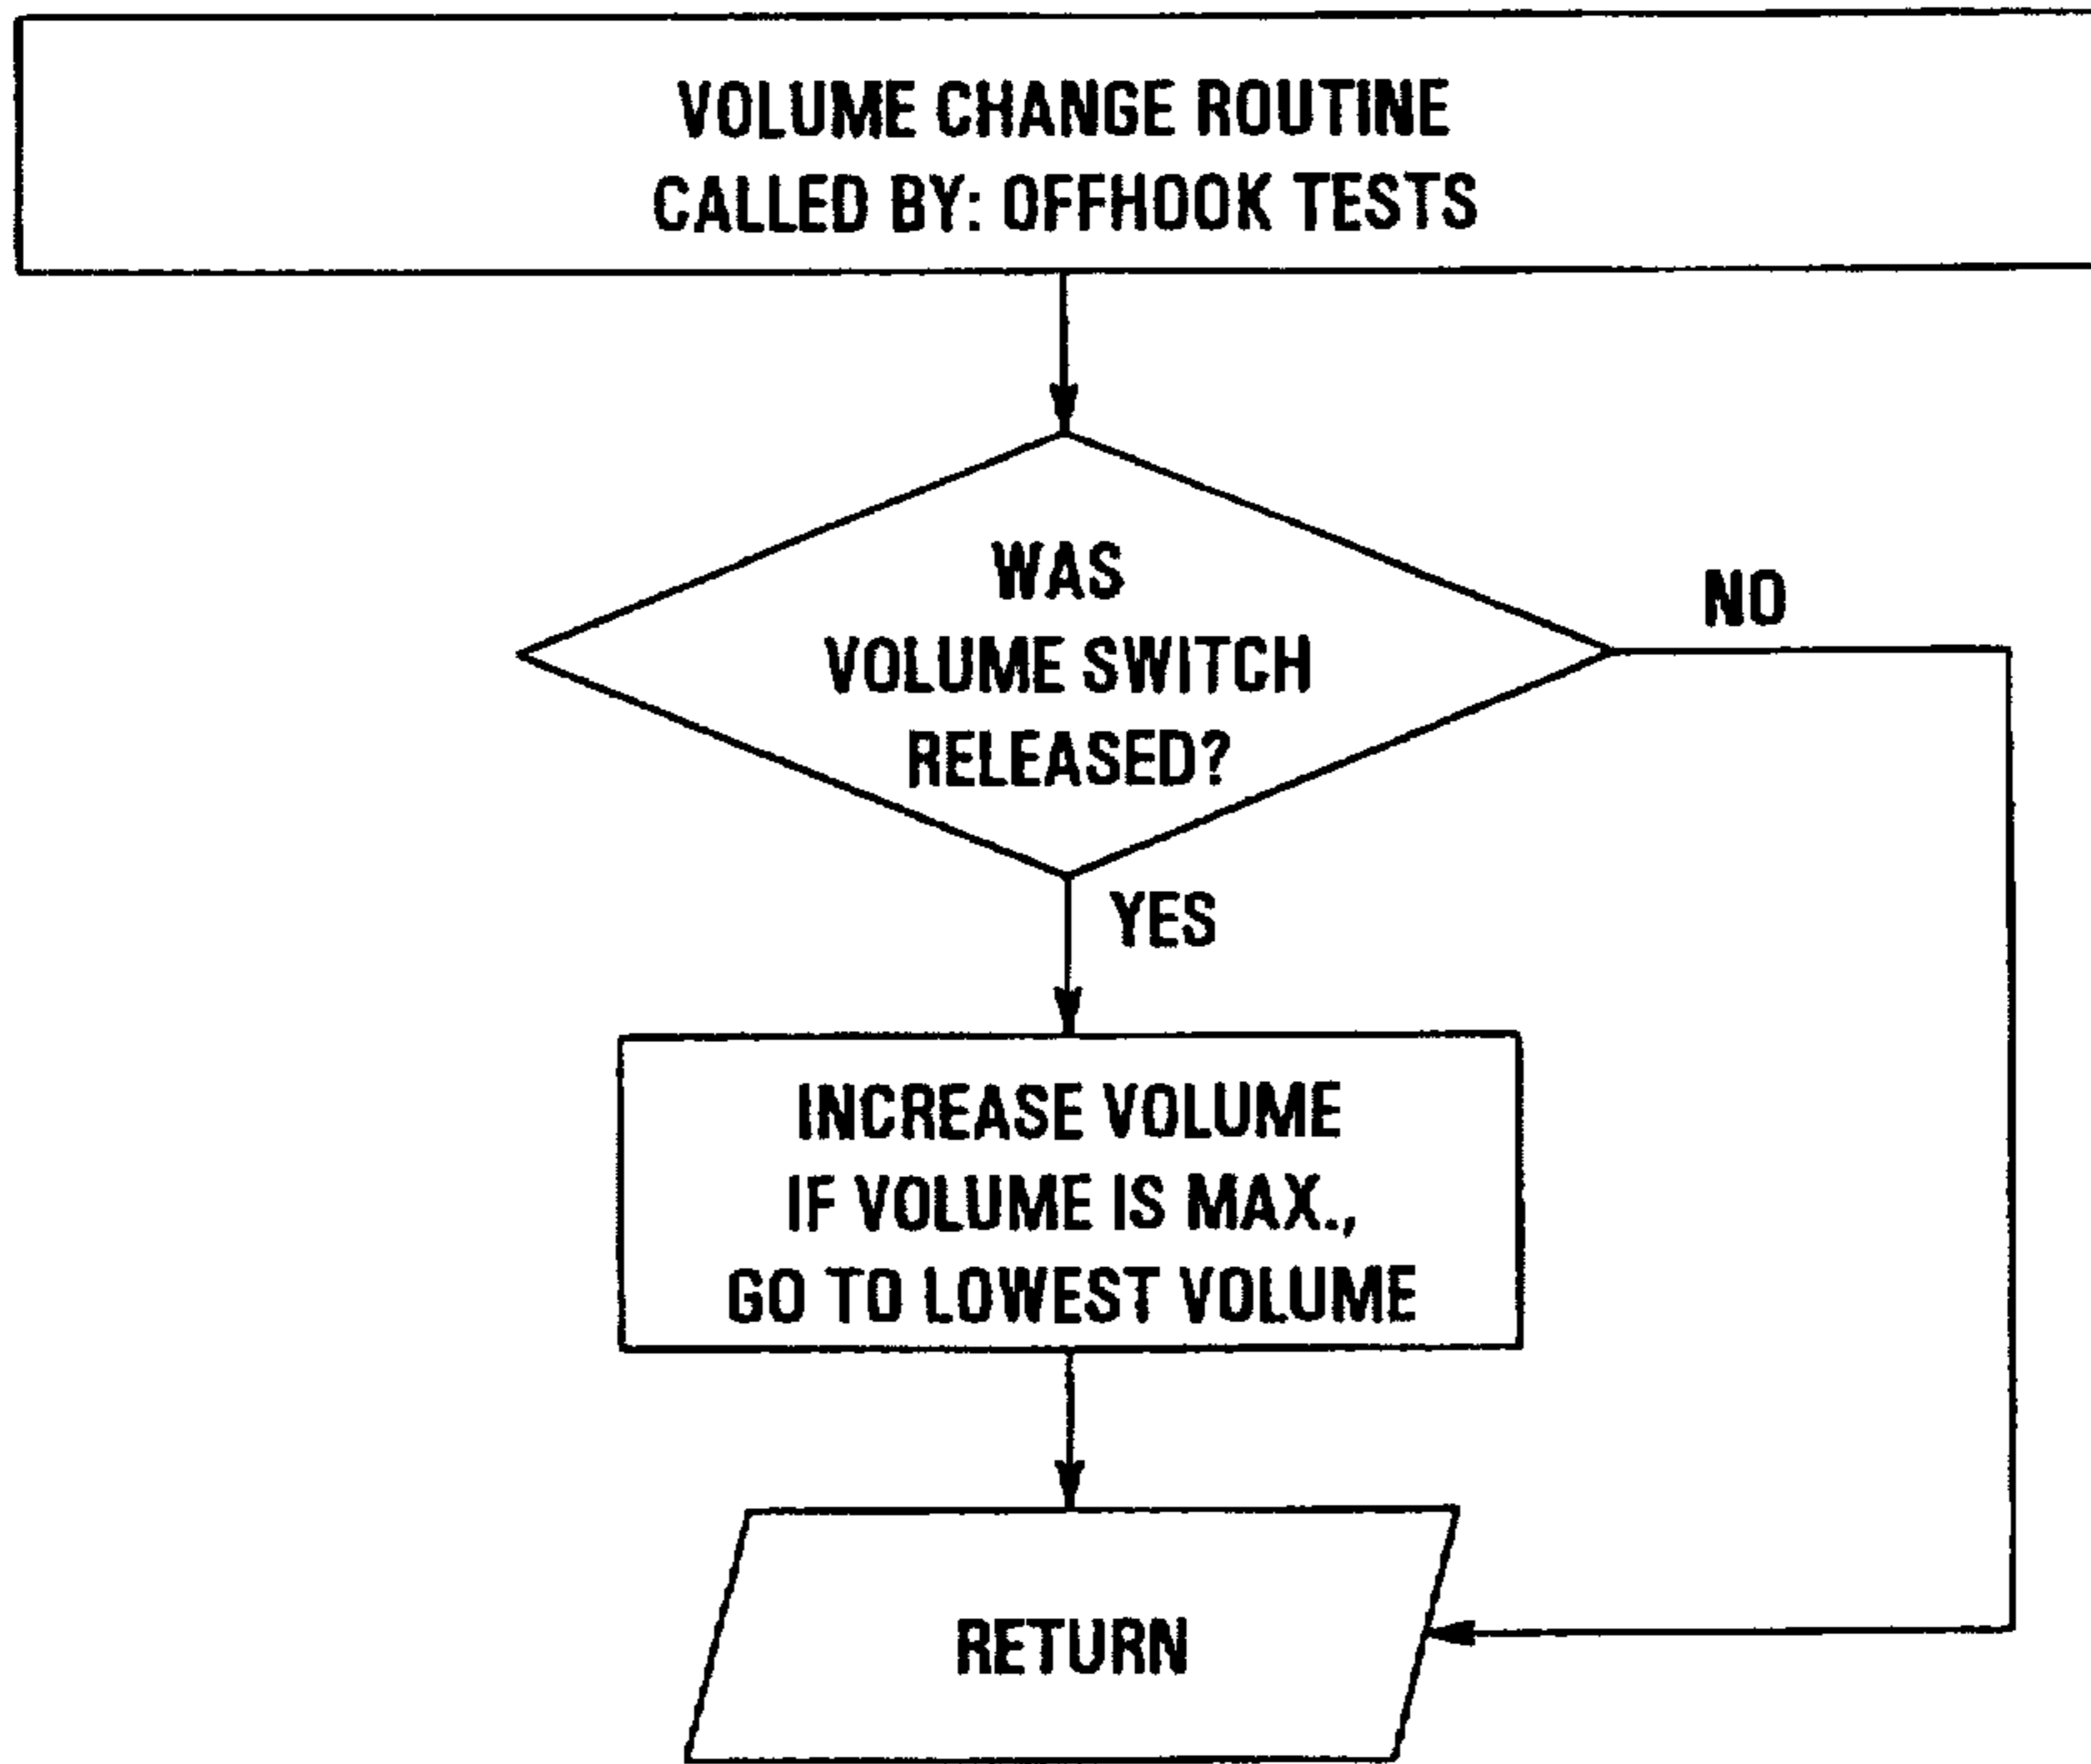 VOLUME CHANGE ROUTINE
CALLED BY: OFFHOOK TESTS
WAS
VOLUME SWITCH
RELEASED?
NO
YES
INCREASE VOLUME
IF VOLUME IS MAX.,
GO TO LOWEST VOLUME
RETURN